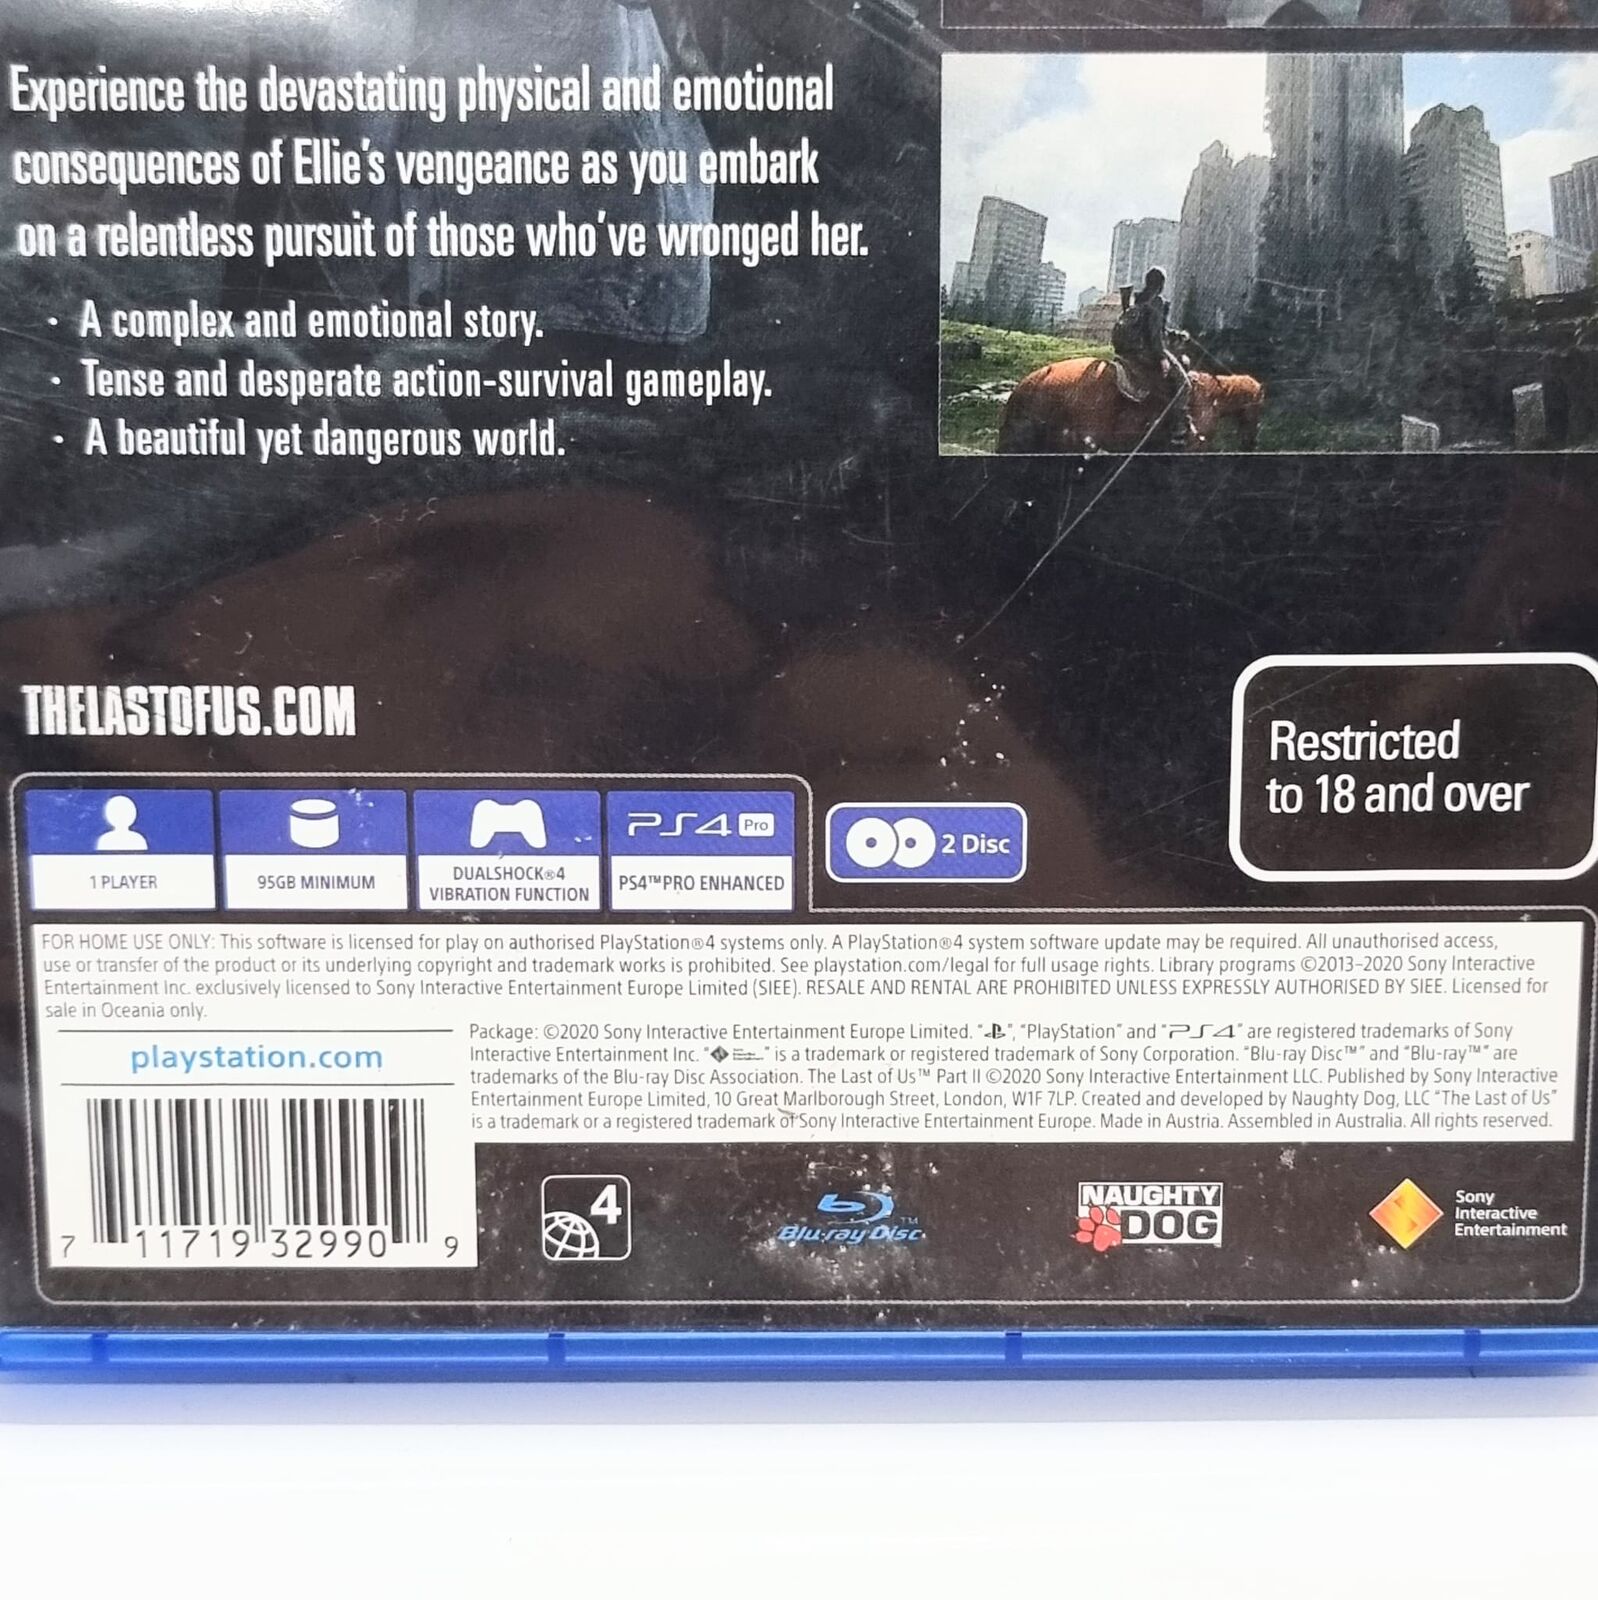 Experience the devastating physical and emotional
consequences of Ellie's vengeance as you embark
on a relentless pursuit of those who've wronged her.
· A complex and emotional story.
· Tense and desperate action-survival gameplay.
· A beautiful yet dangerous world.
THELASTOFUS.COM
Restricted
to 18 and over
1 PLAYER
95GB MINIMUM
DUALSHOCK®4
VIBRATION FUNCTION
PS4 Pro
PS4™PRO ENHANCED
2 Disc
FOR HOME USE ONLY: This software is licensed for play on authorised PlayStation®4 systems only. A PlayStation®4 system software update may be required. All unauthorised access,
use or transfer of the product or its underlying copyright and trademark works is prohibited. See playstation.com/legal for full usage rights. Library programs ©2013-2020 Sony Interactive
Entertainment Inc. exclusively licensed to Sony Interactive Entertainment Europe Limited (SIEE). RESALE AND RENTAL ARE PROHIBITED UNLESS EXPRESSLY AUTHORISED BY SIEE. Licensed for
sale in Oceania only.
playstation.com
Package: ©2020 Sony Interactive Entertainment Europe Limited. "", "PlayStation" and "PS4" are registered trademarks of Sony
Interactive Entertainment Inc. "" is a trademark or registered trademark of Sony Corporation. "Blu-ray Disc™" and "Blu-ray™" are
trademarks of the Blu-ray Disc Association. The Last of Us™ Part II ©2020 Sony Interactive Entertainment LLC. Published by Sony Interactive
Entertainment Europe Limited, 10 Great Marlborough Street, London, W1F 7LP. Created and developed by Naughty Dog, LLC "The Last of Us"
is a trademark or a registered trademark of Sony Interactive Entertainment Europe. Made in Austria. Assembled in Australia. All rights reserved.
7 11719 32990 9
4
Blu-ray Disc™
NAUGHTY
DOG
Sony
Interactive
Entertainment